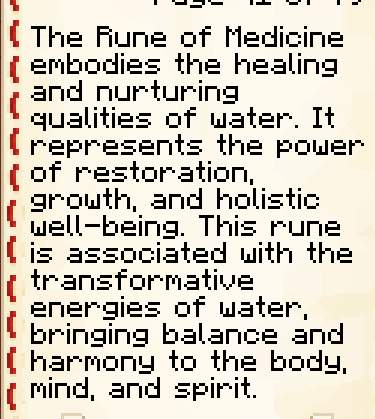 The Rune of Medicine
embodies the healing
and nurturing
qualities of water. It
represents the power
of restoration,
growth, and holistic
well-being. This rune
is associated with the
transformative
energies of water,
bringing balance and
harmony to the body,
mind, and spirit.